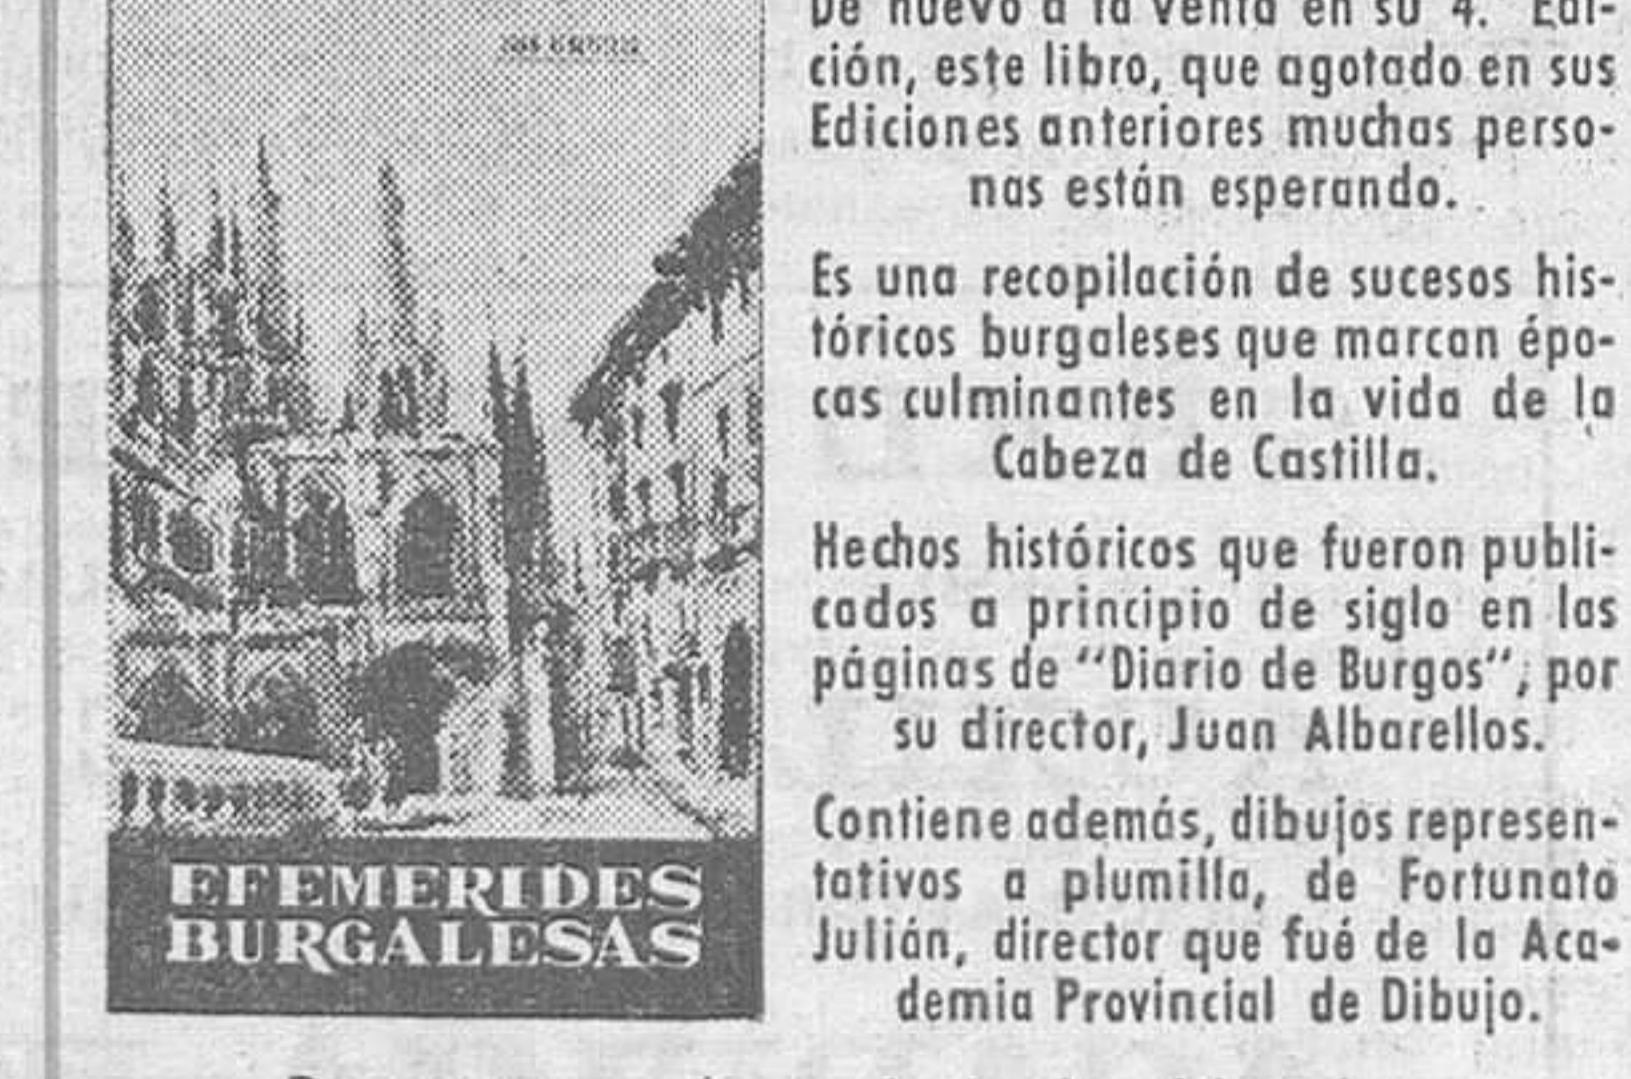 De nuevo a la venta en su 4.ª Edi-
ción, este libro, que agotado en sus
Ediciones anteriores muchas perso-
nas están esperando.
Es una recopilación de sucesos his-
tóricos burgaleses que marcan épo-
cas culminantes en la vida de la
Cabeza de Castilla.
Hechos históricos que fueron publi-
cados a principio de siglo en las
páginas de “Diario de Burgos“, por
su director, Juan Albarellos.
Contiene además, dibujos represen-
tativos a plumilla, de Fortunato
Julián, director que fué de la Aca-
demia Provincial de Dibujo.
EFEMERIDES
BURGALESAS